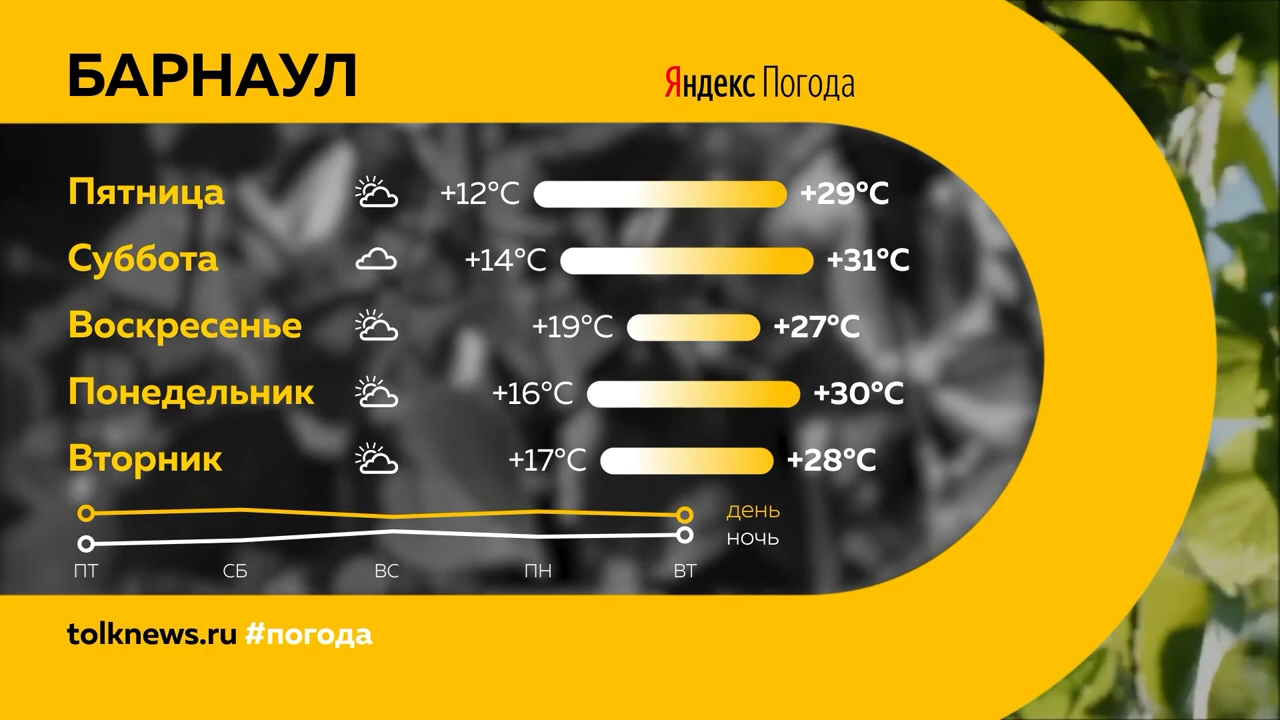 БАРНАУЛ
Яндекс Погода
Пятница +12°C +29°C
Суббота +14°C +31°C
Воскресенье +19°C +27°C
Понедельник +16°C +30°C
Вторник +17°C +28°C
день
ночь
ПТ СБ ВС ПН ВТ
tolknews.ru #погода